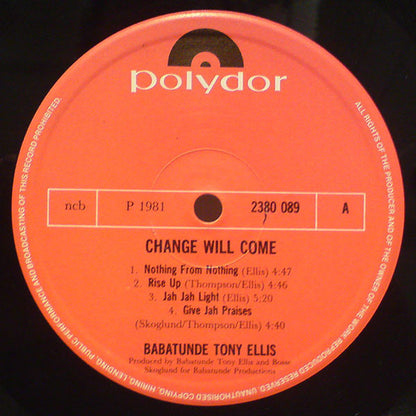 polydor
ncb
P 1981
2380 089
A
CHANGE WILL COME
1. Nothing From Nothing (Ellis) 4:47
2. Rise Up (Thompson/Ellis) 4:46
3. Jah Jah Light (Ellis) 5:20
4. Give Jah Praises
(Skoglund/Thompson/Ellis) 4:40
BABATUNDE TONY ELLIS
Produced by Babatunde Tony Ellis and Bosse
Skoglund for Babatunde Productions
ALL RIGHTS OF THE PRODUCER AND OF THE OWNER OF THE WORK REPRODUCED RESERVED. UNAUTHORISED COPYING, HIRING, LENDING, PUBLIC PERFORMANCE AND BROADCASTING OF THIS RECORD PROHIBITED.